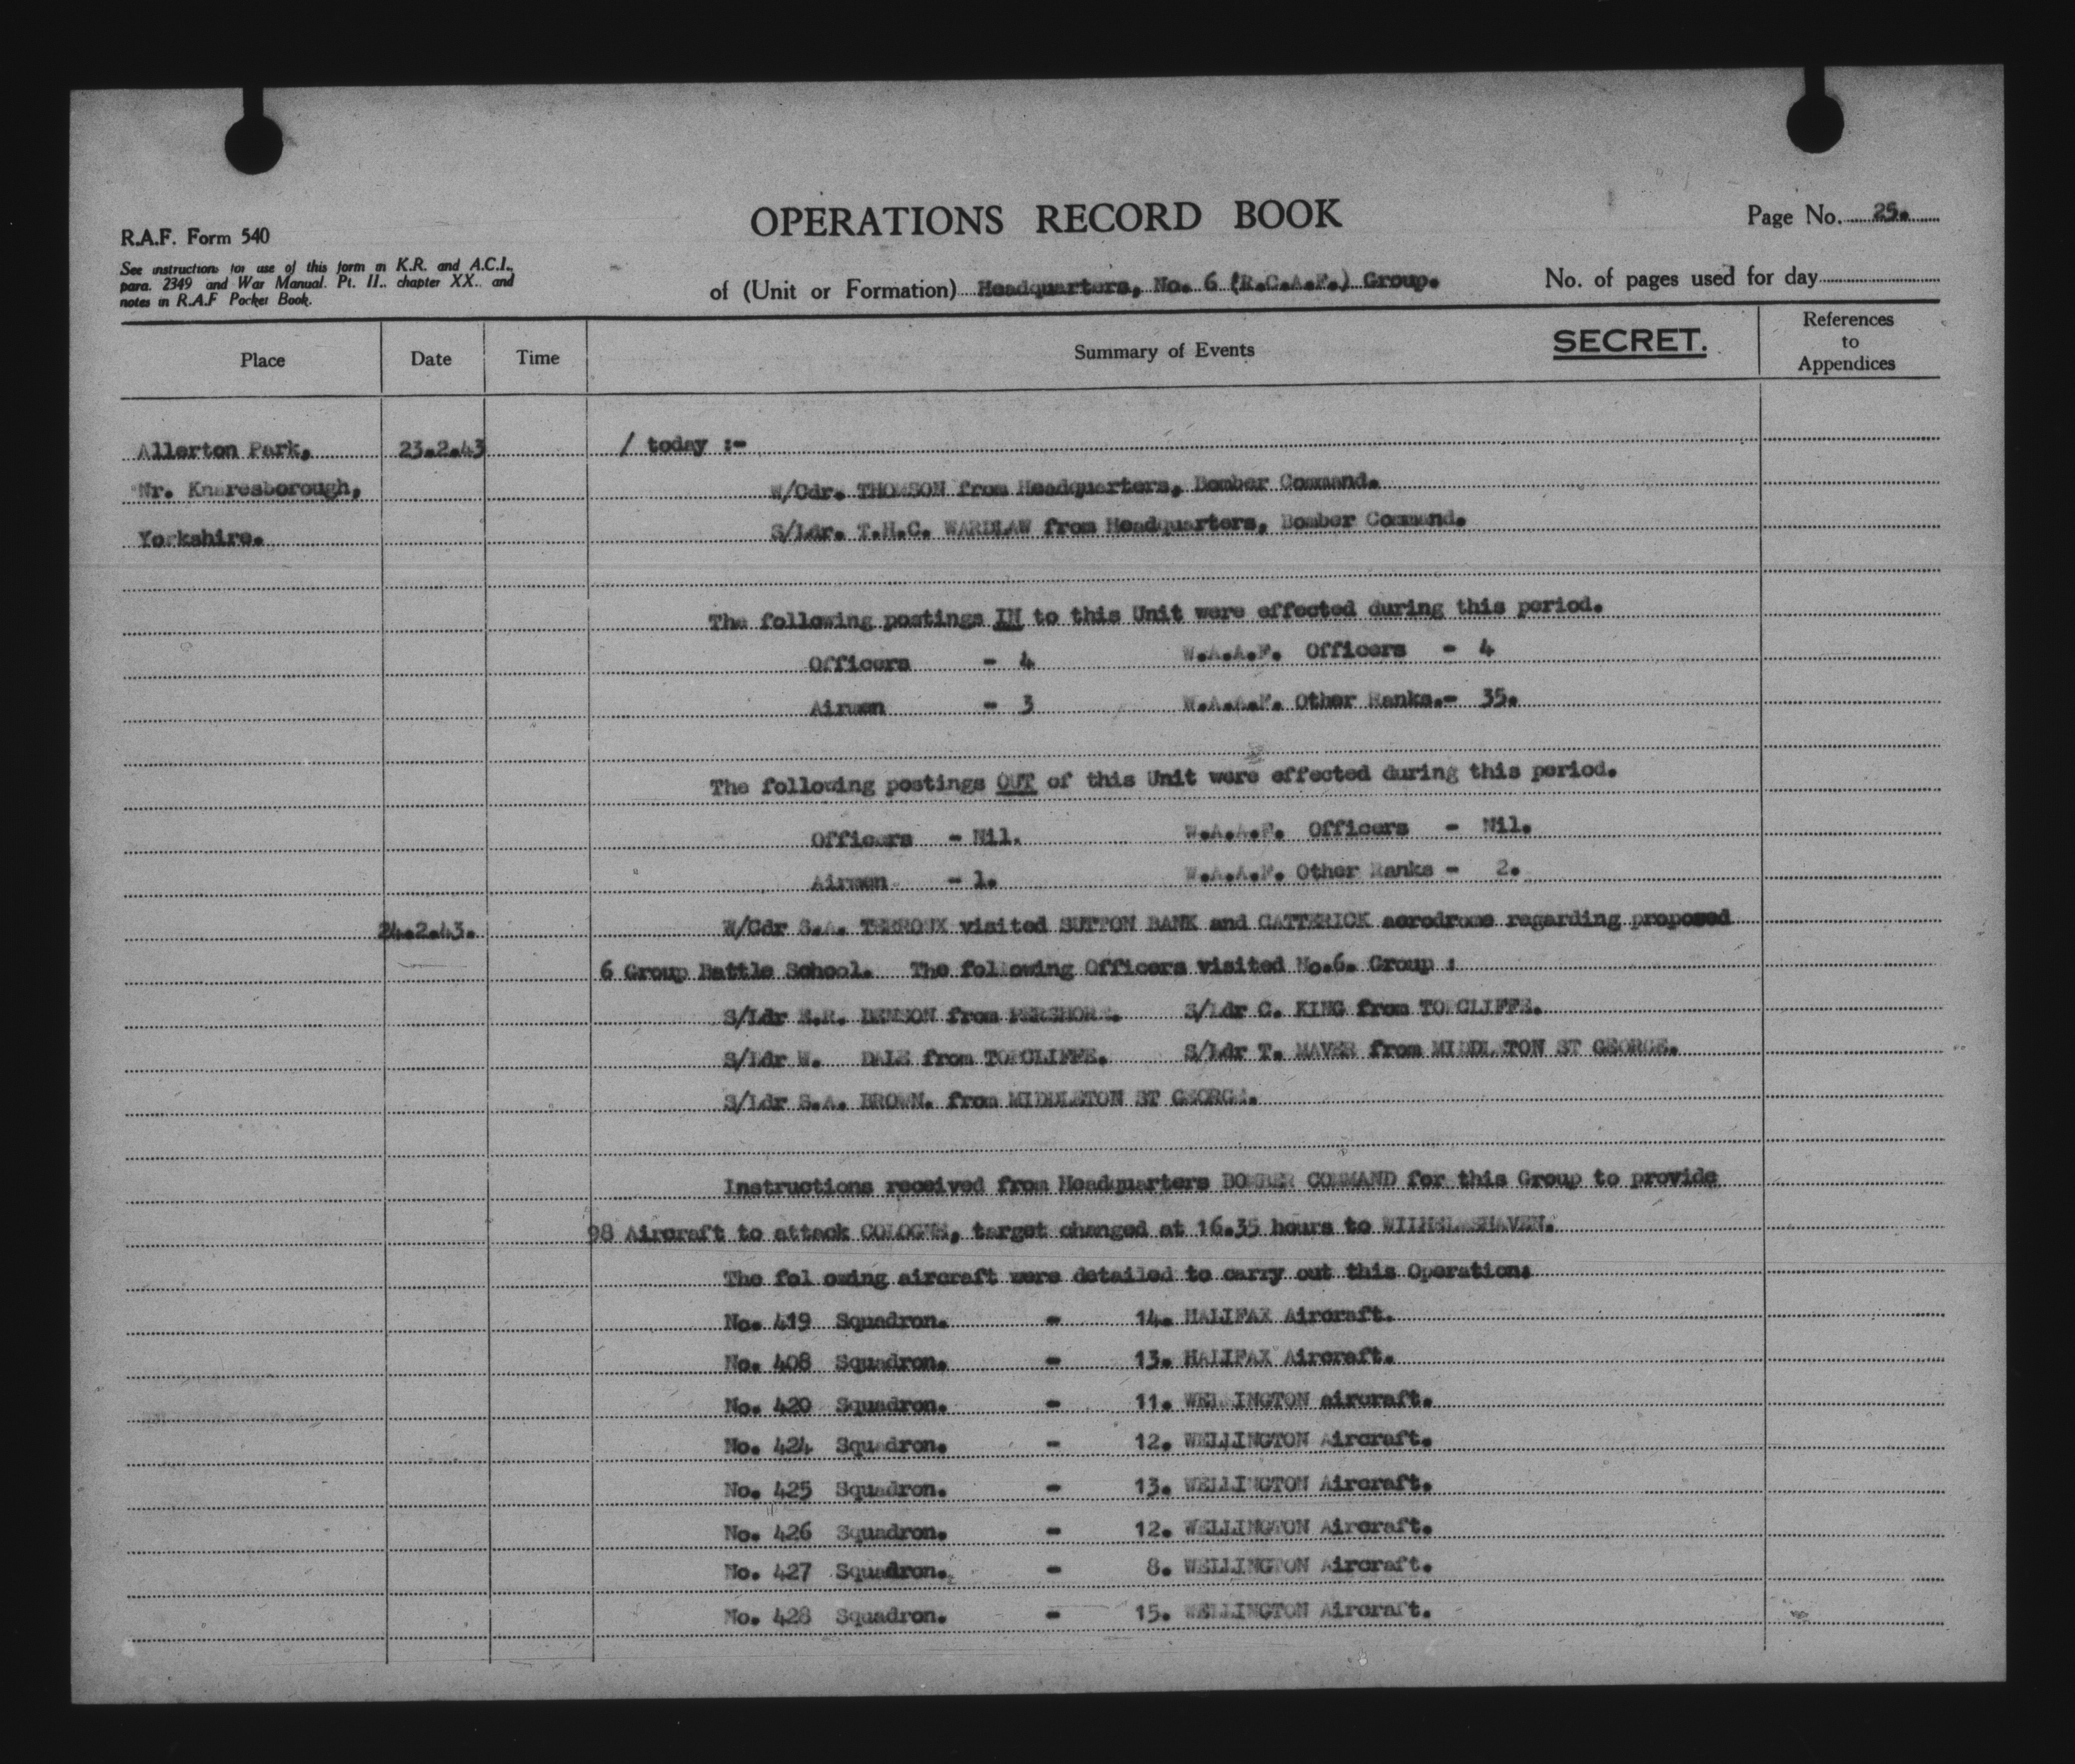 OPERATIONS RECORD BOOK
Page No. 25.
R.A.F. Form 540
See instructions for use of this form in K.R. and A.C.I.,
para. 2349 and War Manual. Pt. II.. chapter XX.. and
notes in R.A.F Pocket Book.
of (Unit or Formation) Headquarters, No. 6 (R.C.A.F.) Group.
No. of pages used for day
Place Date Time Summary of Events SECRET. References to Appendices
Allerton Park, 23.2.43 / today :-
Nr. Knaresborough, W/Cdr. THOMSON from Headquarters, Bomber Command.
Yorkshire. S/Ldr. T.H.C. WARDLAW from Headquarters, Bomber Command.
The following postings IN to this Unit were effected during this period.
Officers - 4 W.A.A.F. Officers - 4
Airmen - 3 W.A.A.F. Other Ranks.- 35.
The following postings OUT of this Unit were effected during this period.
Officers - Nil. W.A.A.F. Officers - Nil.
Airmen - 1. W.A.A.F. Other Ranks - 2.
24.2.43. W/Cdr S.A. TERROUX visited SUTTON BANK and CATTERICK aerodrome regarding proposed
6 Group Battle School. The following Officers visited No.6. Group :
S/Ldr E.R. DENSON from PERSHORE. S/Ldr C. KING from TOPCLIFFE.
S/Ldr W. DALE from TOPCLIFFE. S/Ldr T. MAVER from MIDDLETON ST GEORGE.
S/Ldr S.A. BROWN. from MIDDLETON ST GEORGE.
Instructions received from Headquarters BOMBER COMMAND for this Group to provide
98 Aircraft to attack COLOGNE, target changed at 16.35 hours to WILHELMSHAVEN.
The fol owing aircraft were detailed to carry out this Operation:
No. 419 Squadron. - 14. HALIFAX Aircraft.
No. 408 Squadron. - 13. HALIFAX Aircraft.
No. 420 Squadron. - 11. WELLINGTON aircraft.
No. 424 Squadron. - 12. WELLINGTON Aircraft.
No. 425 Squadron. - 13. WELLINGTON Aircraft.
No. 426 Squadron. - 12. WELLINGTON Aircraft.
No. 427 Squadron. - 8. WELLINGTON Aircraft.
No. 428 Squadron. - 15. WELLINGTON Aircraft.